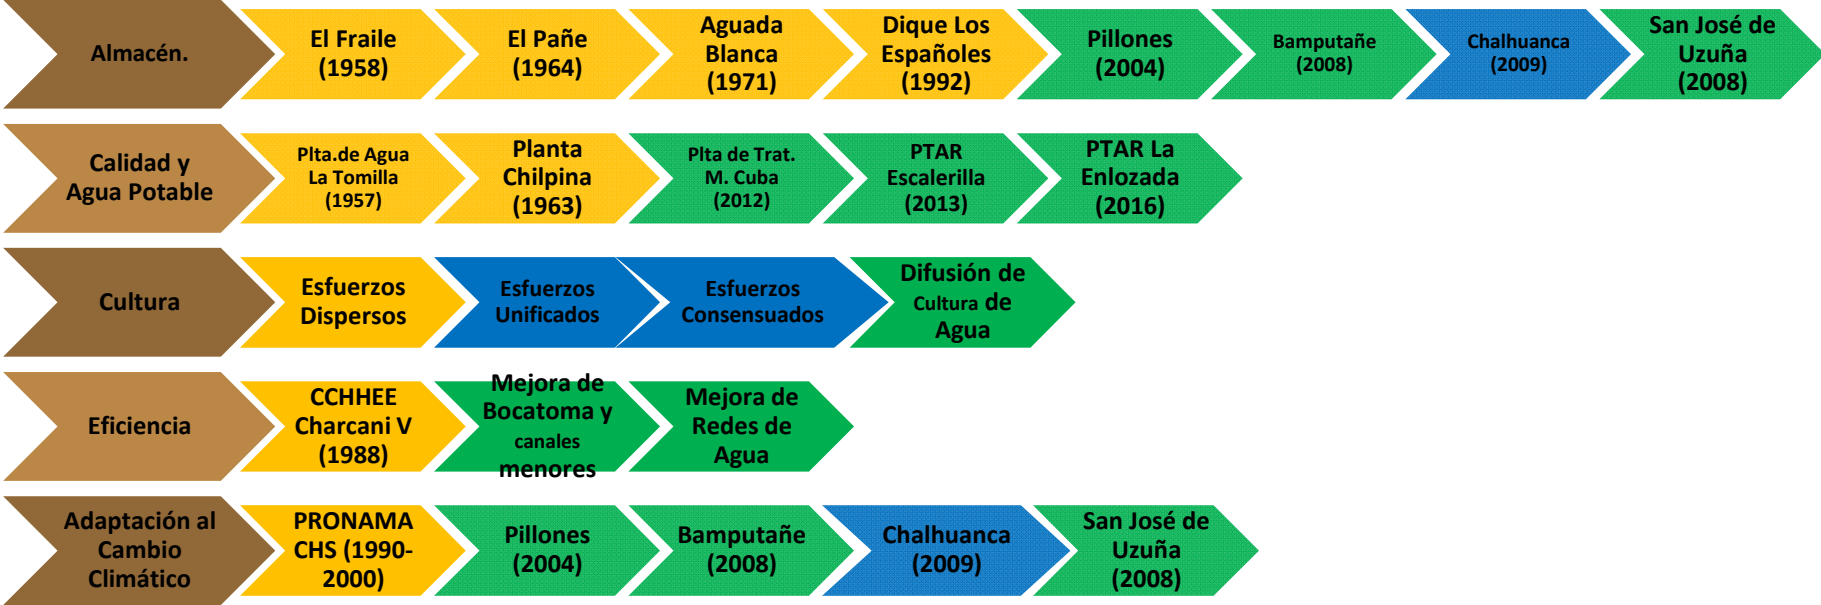 Almacén.
El Fraile
(1958)
El Pañe
(1964)
Aguada
Blanca
(1971)
Dique Los
Españoles
(1992)
Pillones
(2004)
Bamputañe
(2008)
Chalhuanca
(2009)
San José de
Uzuña
(2008)
Calidad y
Agua Potable
Plta.de Agua
La Tomilla
(1957)
Planta
Chilpina
(1963)
Plta de Trat.
M. Cuba
(2012)
PTAR
Escalerilla
(2013)
PTAR La
Enlozada
(2016)
Cultura
Esfuerzos
Dispersos
Esfuerzos
Unificados
Esfuerzos
Consensuados
Difusión de
Cultura de
Agua
Eficiencia
CCHHEE
Charcani V
(1988)
Mejora de
Bocatoma y
canales
menores
Mejora de
Redes de
Agua
Adaptación al
Cambio
Climático
PRONAMA
CHS (1990-
2000)
Pillones
(2004)
Bamputañe
(2008)
Chalhuanca
(2009)
San José de
Uzuña
(2008)